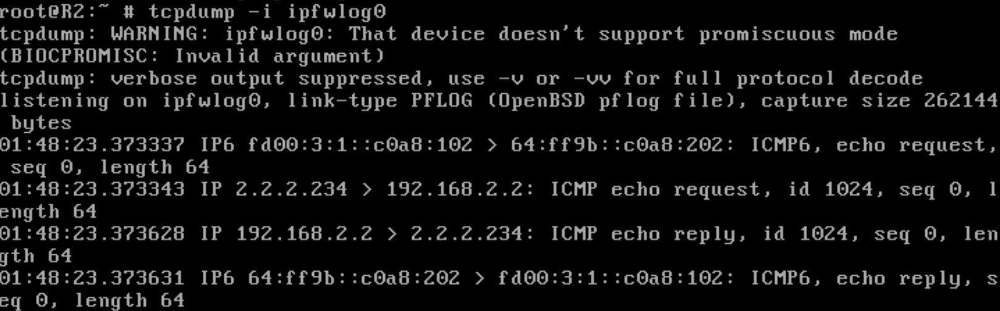 root@R2:~ # tcpdump -i ipfwlog0
tcpdump: WARNING: ipfwlog0: That device doesn't support promiscuous mode
(BIOCPROMISC: Invalid argument)
tcpdump: verbose output suppressed, use -v or -vv for full protocol decode
listening on ipfwlog0, link-type PFLOG (OpenBSD pflog file), capture size 262144
 bytes
01:48:23.373337 IP6 fd00:3:1::c0a8:102 > 64:ff9b::c0a8:202: ICMP6, echo request,
 seq 0, length 64
01:48:23.373343 IP 2.2.2.234 > 192.168.2.2: ICMP echo request, id 1024, seq 0, l
ength 64
01:48:23.373628 IP 192.168.2.2 > 2.2.2.234: ICMP echo reply, id 1024, seq 0, len
gth 64
01:48:23.373631 IP6 64:ff9b::c0a8:202 > fd00:3:1::c0a8:102: ICMP6, echo reply, s
eq 0, length 64